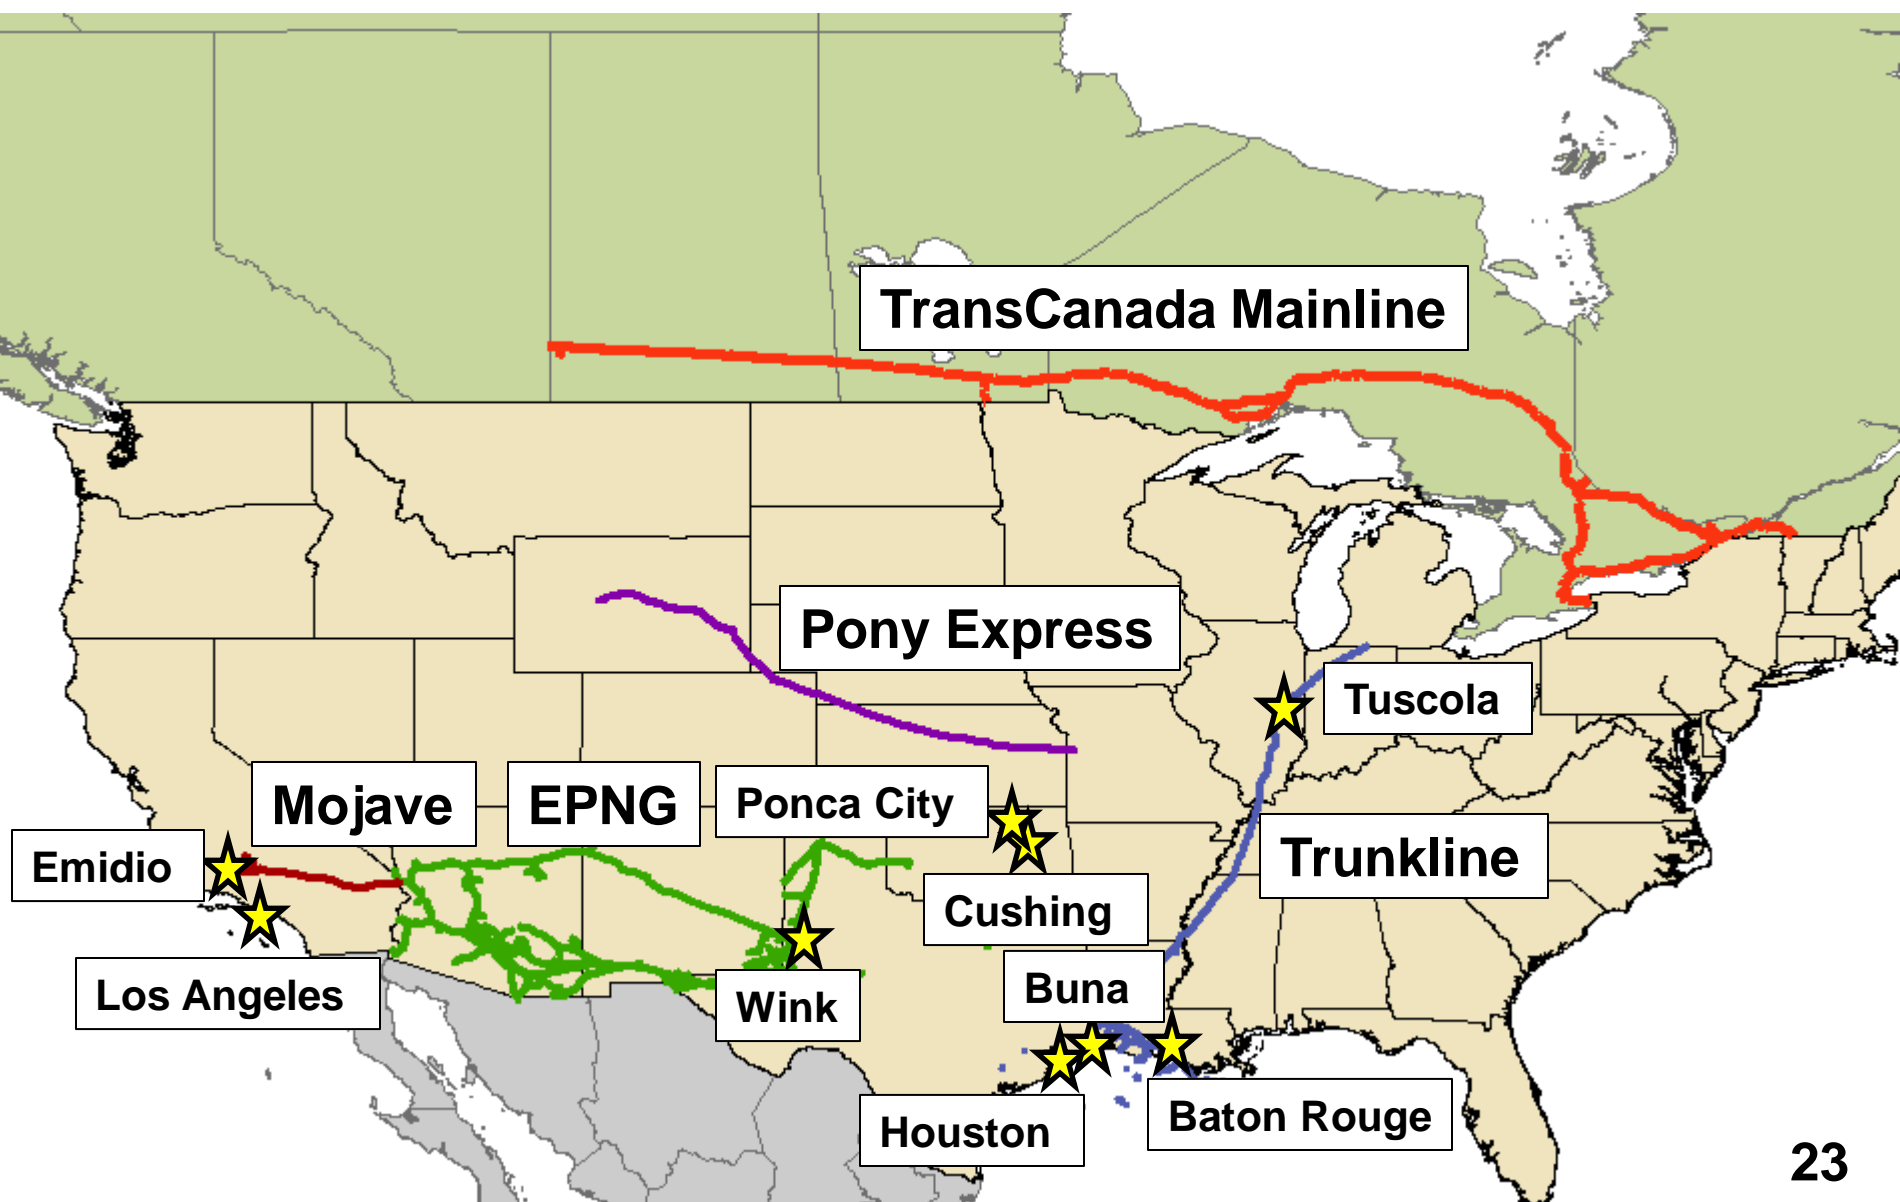 TransCanada Mainline
Pony Express
Tuscola
Mojave
EPNG
Ponca City
Emidio
Trunkline
Cushing
Los Angeles
Wink
Buna
Houston
Baton Rouge
23